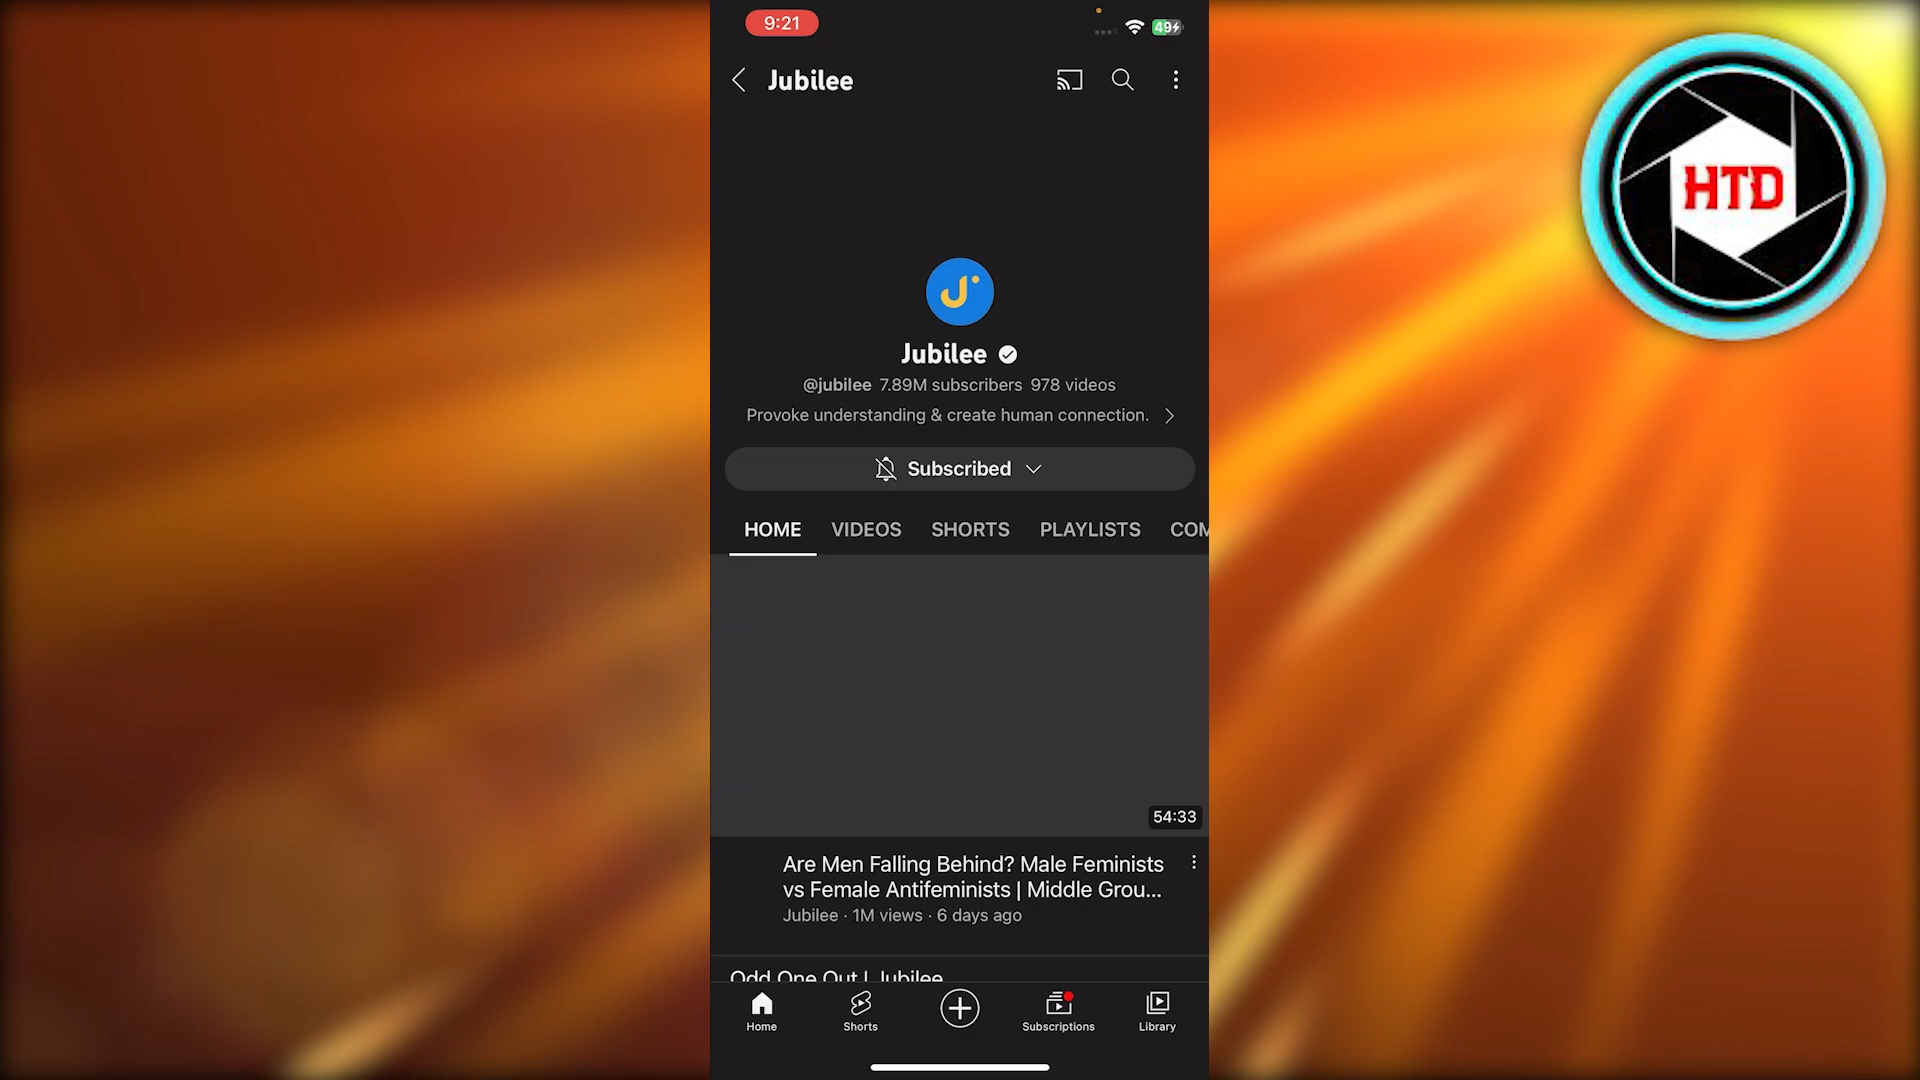 9:21
49
Jubilee
HTD
Jubilee
@jubilee 7.89M subscribers 978 videos
Provoke understanding & create human connection.
Subscribed
HOME VIDEOS SHORTS PLAYLISTS COM
54:33
Are Men Falling Behind? Male Feminists
vs Female Antifeminists | Middle Grou...
Jubilee · 1M views · 6 days ago
Odd One Out | Jubilee
Home Shorts Subscriptions Library